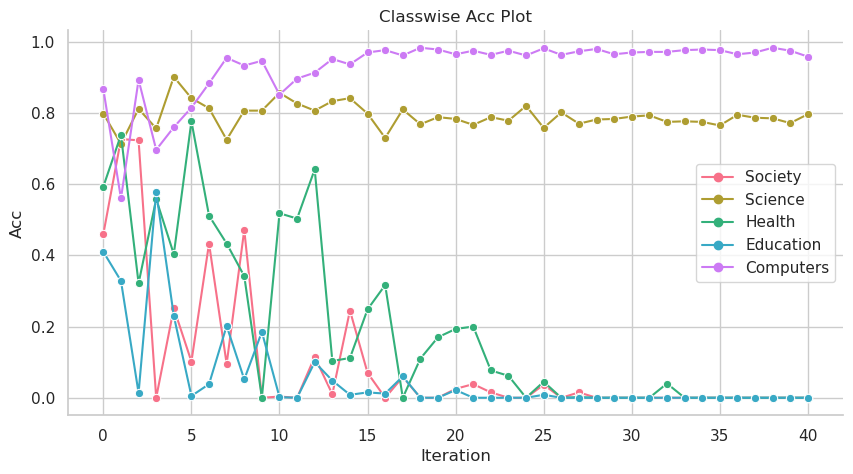 Classwise Acc Plot
1.0
0.8
0.6
0.4
0.2
0.0
Acc
Society
Science
Health
Education
Computers
0 5 10 15 20 25 30 35 40
Iteration